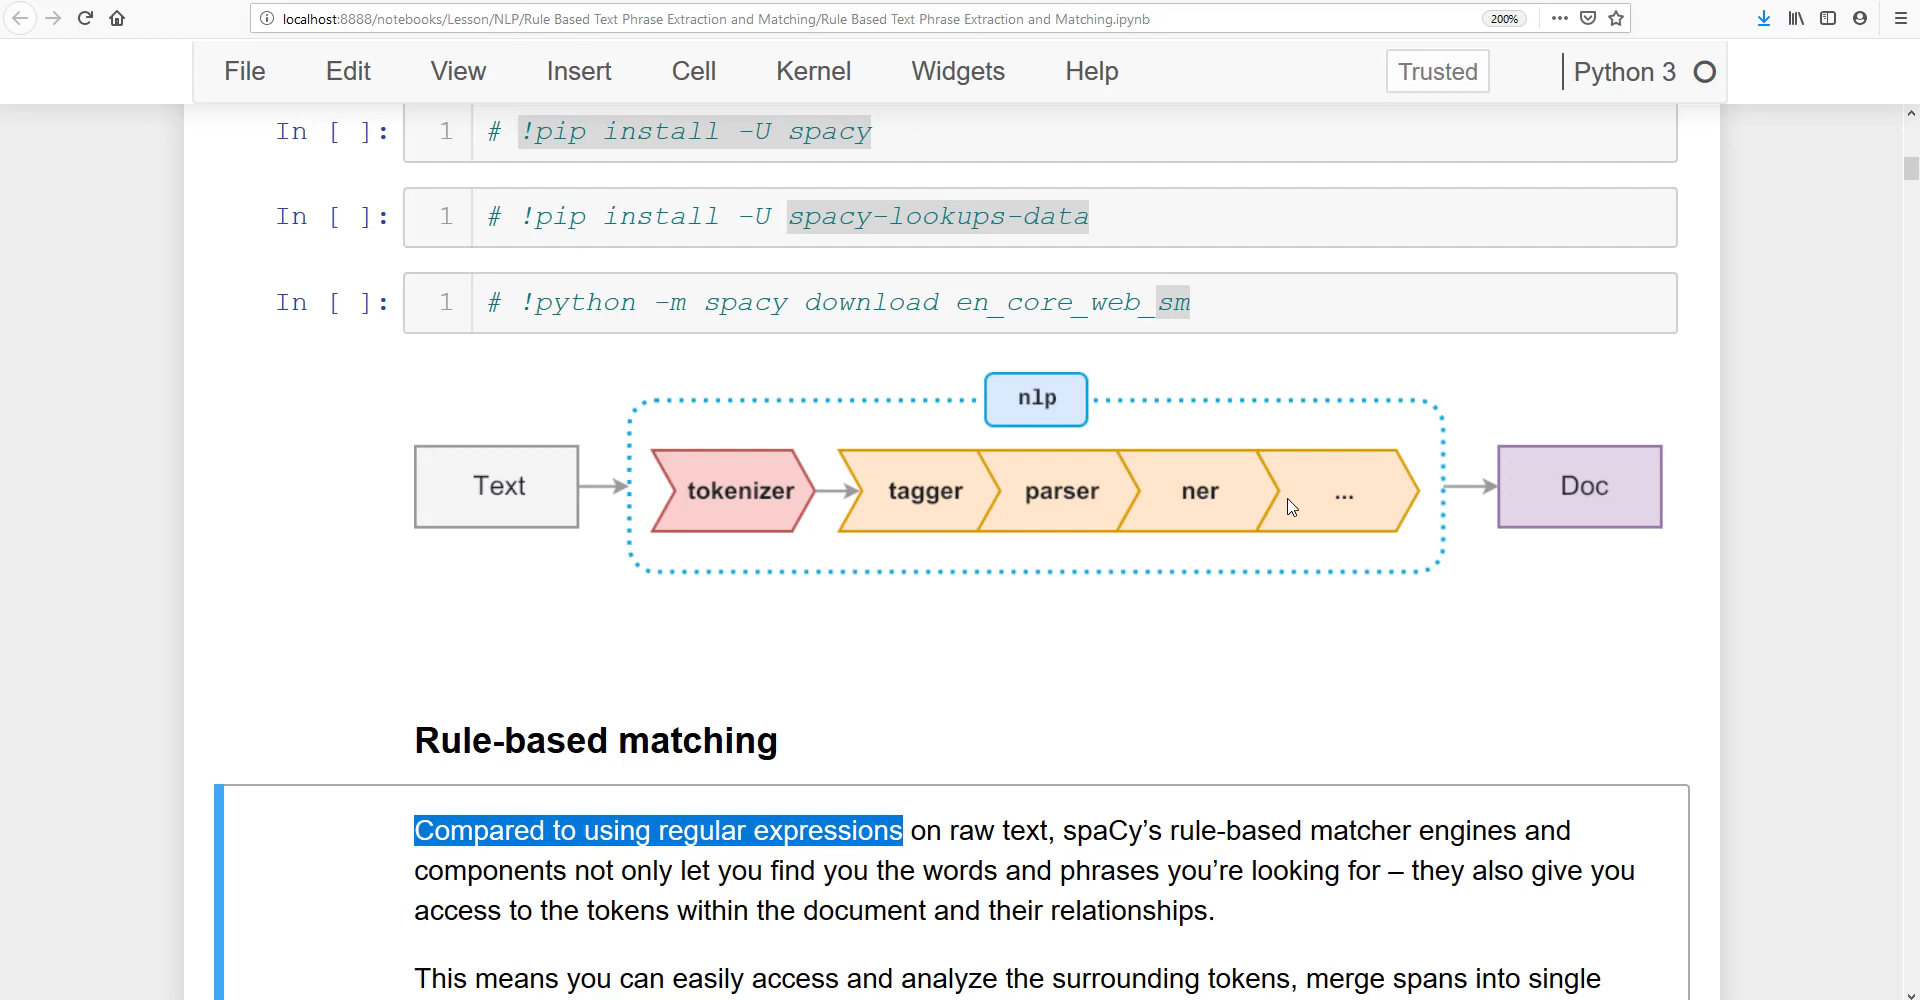 localhost:8888/notebooks/Lesson/NLP/Rule Based Text Phrase Extraction and Matching/Rule Based Text Phrase Extraction and Matching.ipynb
200%
File Edit View Insert Cell Kernel Widgets Help Trusted Python 3
In [ ]: 1 # !pip install -U spacy
In [ ]: 1 # !pip install -U spacy-lookups-data
In [ ]: 1 # !python -m spacy download en_core_web_sm
nlp
Text tokenizer tagger parser ner ... Doc
Rule-based matching
Compared to using regular expressions on raw text, spaCy’s rule-based matcher engines and
components not only let you find you the words and phrases you’re looking for – they also give you
access to the tokens within the document and their relationships.
This means you can easily access and analyze the surrounding tokens, merge spans into single